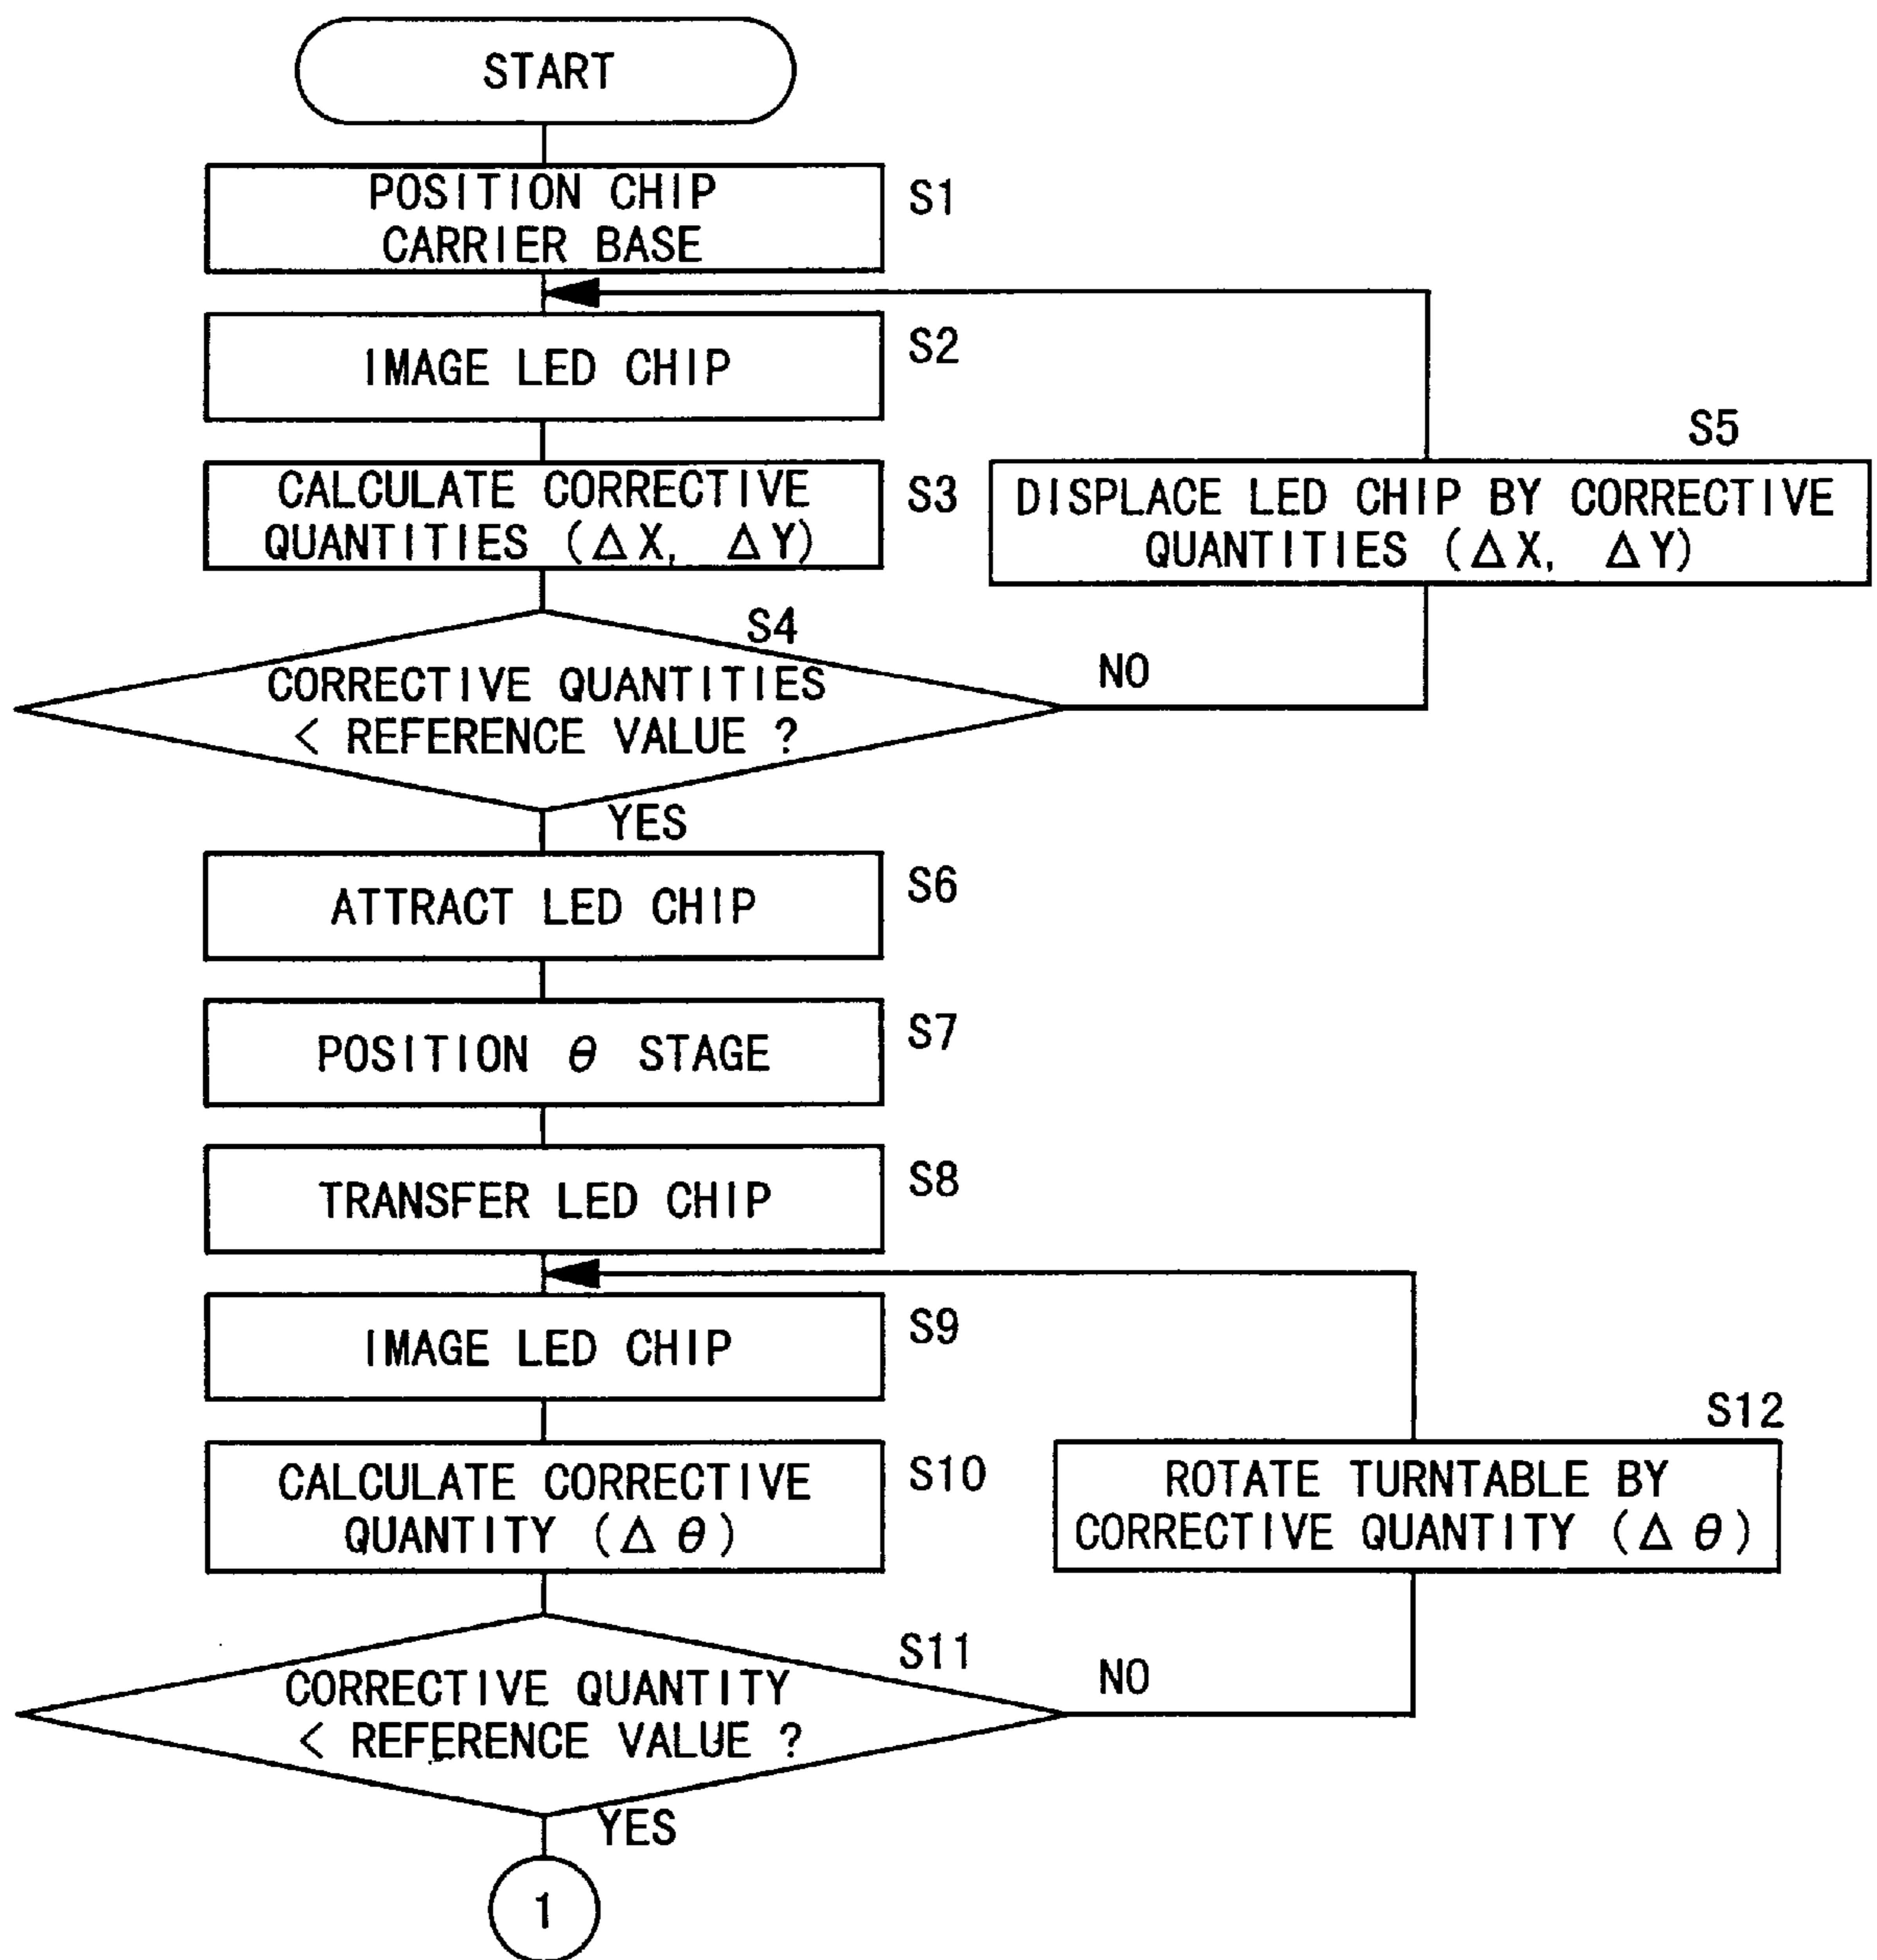 START
POSITION CHIP
CARRIER BASE
S1
IMAGE LED CHIP
S2
CALCULATE CORRECTIVE
QUANTITIES (ΔX, ΔY)
S3
S5
DISPLACE LED CHIP BY CORRECTIVE
QUANTITIES (ΔX, ΔY)
S4
CORRECTIVE QUANTITIES
< REFERENCE VALUE ?
NO
YES
ATTRACT LED CHIP
S6
POSITION θ STAGE
S7
TRANSFER LED CHIP
S8
IMAGE LED CHIP
S9
CALCULATE CORRECTIVE
QUANTITY (Δθ)
S10
S12
ROTATE TURNTABLE BY
CORRECTIVE QUANTITY (Δθ)
S11
CORRECTIVE QUANTITY
< REFERENCE VALUE ?
NO
YES
1